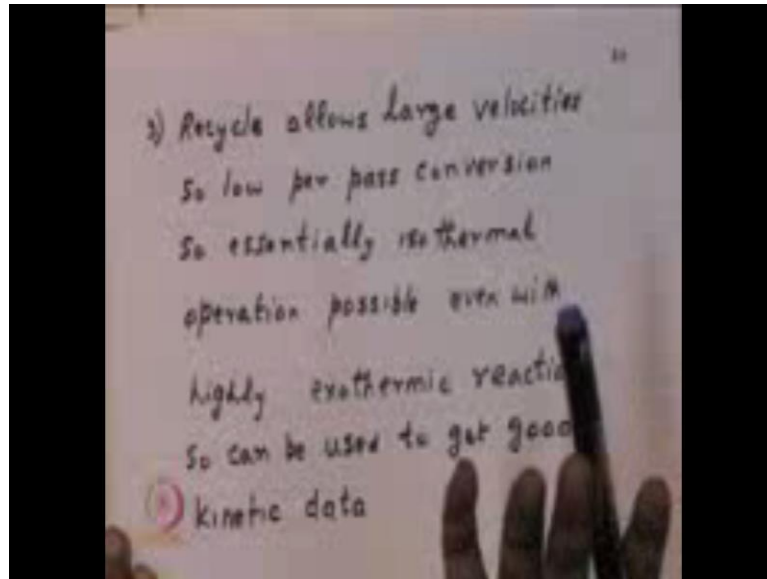 3) Recycle allows large velocities
So low per pass conversion
So essentially isothermal
operation possible even with
highly exothermic reactio
So can be used to get good
kinetic data